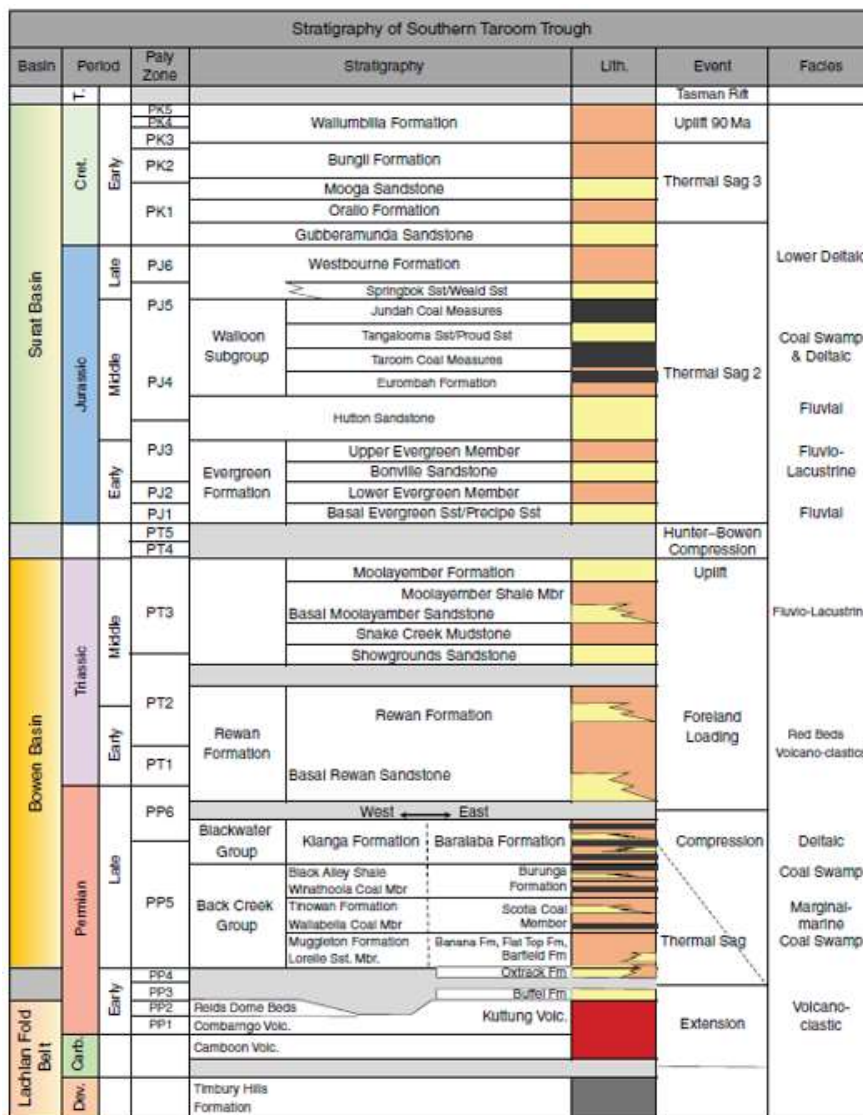 Stratigraphy of Southern Taroom Trough
Basin Period Paly Zone Stratigraphy Lith. Event Facies
T. Tasman Rift
Surat Basin
Cret.
Early
PK5
PK4
PK3
PK2
PK1
Wallumbilla Formation
Uplift 90 Ma
Bungil Formation
Mooga Sandstone
Thermal Sag 3
Orallo Formation
Gubberamunda Sandstone
Jurassic
Late
PJ6
Westbourne Formation
Lower Deltaic
PJ5
Springbok Sst/Weald Sst
Middle
Walloon
Subgroup
Jundah Coal Measures
Tangalooma Sst/Proud Sst
Taroom Coal Measures
Eurombah Formation
Coal Swamp
& Deltaic
PJ4
Thermal Sag 2
Hutton Sandstone
Fluvial
Early
PJ3
Evergreen
Formation
Upper Evergreen Member
Bonville Sandstone
Fluvio-
Lacustrine
PJ2
Lower Evergreen Member
PJ1
Basal Evergreen Sst/Precipe Sst
Fluvial
PT5
PT4
Hunter–Bowen
Compression
Bowen Basin
Triassic
Middle
PT3
Moolayember Formation
Uplift
Moolayember Shale Mbr
Basal Moolayamber Sandstone
Fluvio-Lacustrin
Snake Creek Mudstone
Showgrounds Sandstone
PT2
Early
Rewan
Formation
Rewan Formation
Foreland
Loading
Red Beds
Volcano-clastics
PT1
Basal Rewan Sandstone
Permian
Late
PP6
West East
Blackwater
Group
Kianga Formation
Baralaba Formation
Compression
Deltaic
PP5
Back Creek
Group
Black Alley Shale
Winathoola Coal Mbr
Burunga
Formation
Coal Swamp
Tinowan Formation
Wallabella Coal Mbr
Scotia Coal
Member
Marginal-
marine
Muggleton Formation
Lorelle Sst. Mbr.
Banana Fm, Flat Top Fm,
Barfield Fm
Thermal Sag
Coal Swamp
Early
PP4
Oxtrack Fm
PP3
Buffel Fm
Lachlan Fold
Belt
PP2
Reids Dome Beds
Kuttung Volc.
Extension
Volcano-
clastic
PP1
Combarngo Volc.
Carb.
Camboon Volc.
Dev.
Timbury Hills
Formation